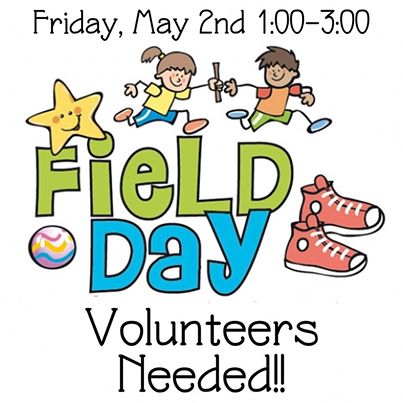 Friday, May 2nd 1:00-3:00
FieLD
DAY
Volunteers
Needed!!